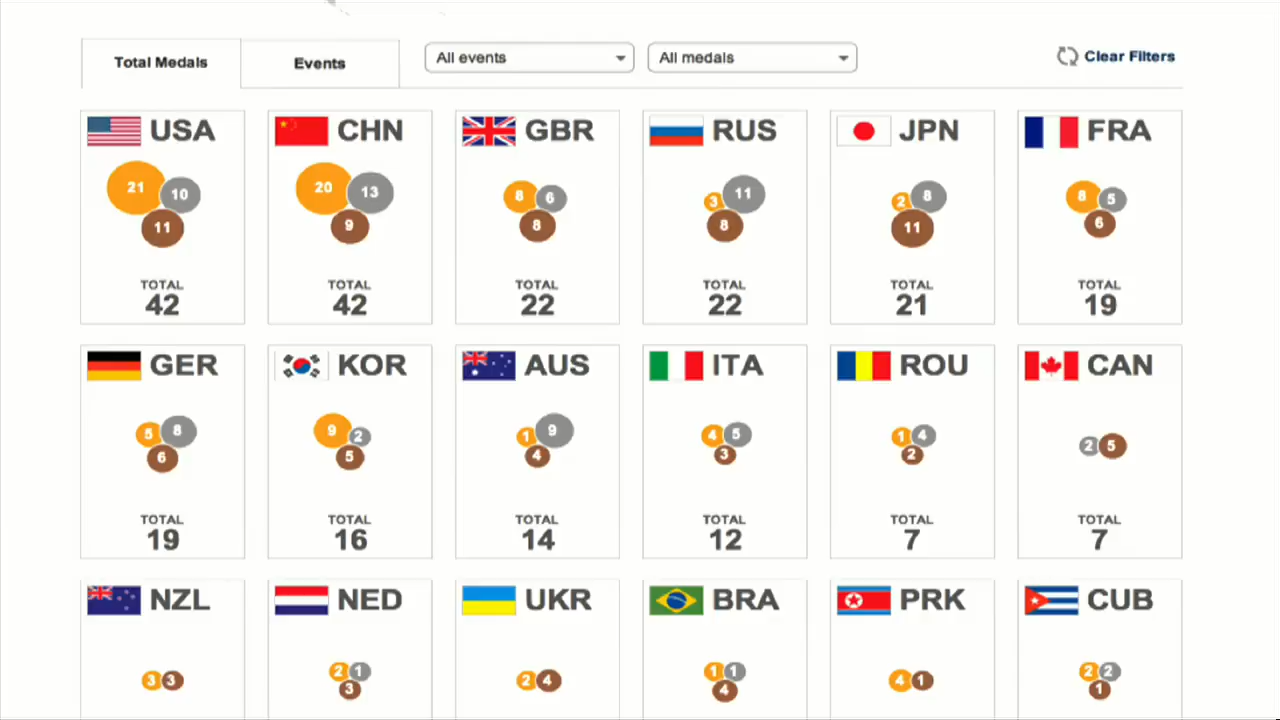 Total Medals
Events
All events
All medals
Clear Filters
USA
21
10
11
TOTAL
42
CHN
20
13
9
TOTAL
42
GBR
8
6
8
TOTAL
22
RUS
3
11
8
TOTAL
22
JPN
2
8
11
TOTAL
21
FRA
8
5
6
TOTAL
19
GER
5
8
6
TOTAL
19
KOR
9
2
5
TOTAL
16
AUS
1
9
4
TOTAL
14
ITA
4
5
3
TOTAL
12
ROU
1
4
2
TOTAL
7
CAN
2
5
TOTAL
7
NZL
3
3
NED
2
1
3
UKR
2
4
BRA
1
1
4
PRK
4
1
CUB
2
2
1